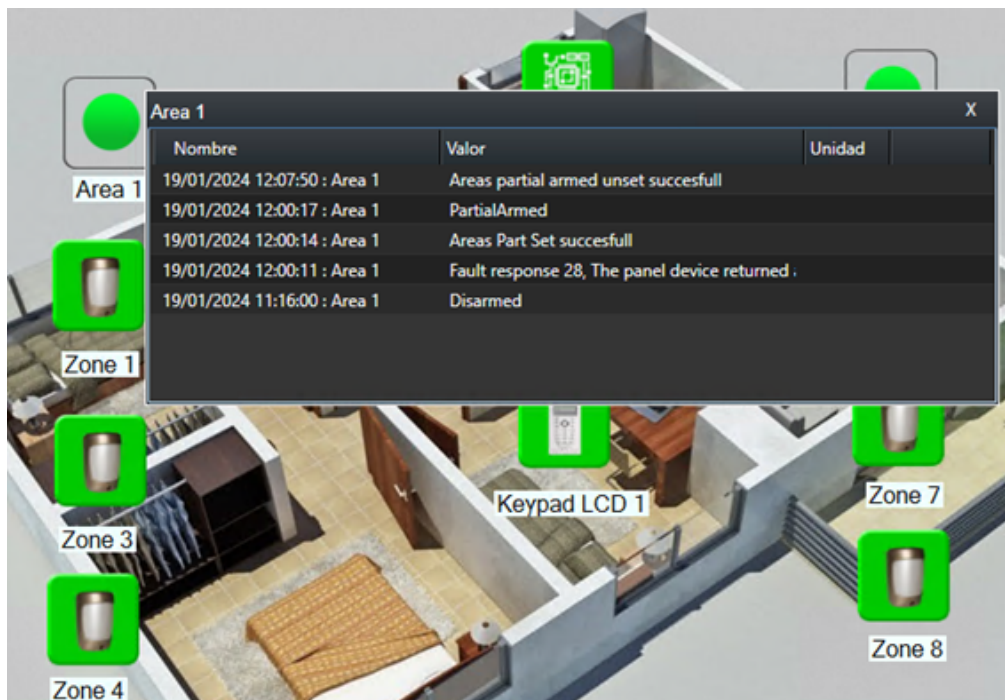 Area 1 X
Nombre Valor Unidad
19/01/2024 12:07:50 : Area 1 Areas partial armed unset succesfull
19/01/2024 12:00:17 : Area 1 PartialArmed
19/01/2024 12:00:14 : Area 1 Areas Part Set succesfull
19/01/2024 12:00:11 : Area 1 Fault response 28, The panel device returned
19/01/2024 11:16:00 : Area 1 Disarmed
Area 1
Zone 1
Zone 3
Keypad LCD 1
Zone 7
Zone 8
Zone 4